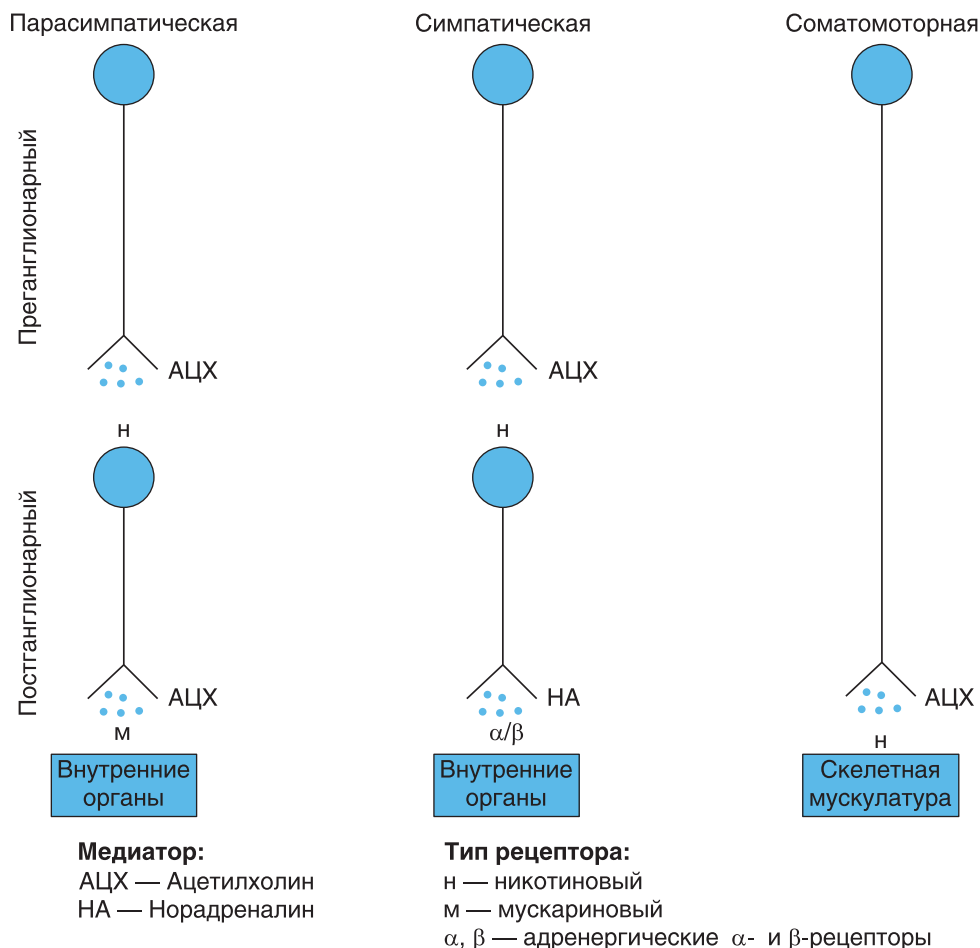 Парасимпатическая
Симпатическая
Соматомоторная
Преганглионарный
АЦХ
АЦХ
н
н
Постганглионарный
АЦХ
НА
АЦХ
м
α/β
н
Внутренние
органы
Внутренние
органы
Скелетная
мускулатура
Медиатор:
АЦХ — Ацетилхолин
НА — Норадреналин
Тип рецептора:
н — никотиновый
м — мускариновый
α, β — адренергические α- и β-рецепторы